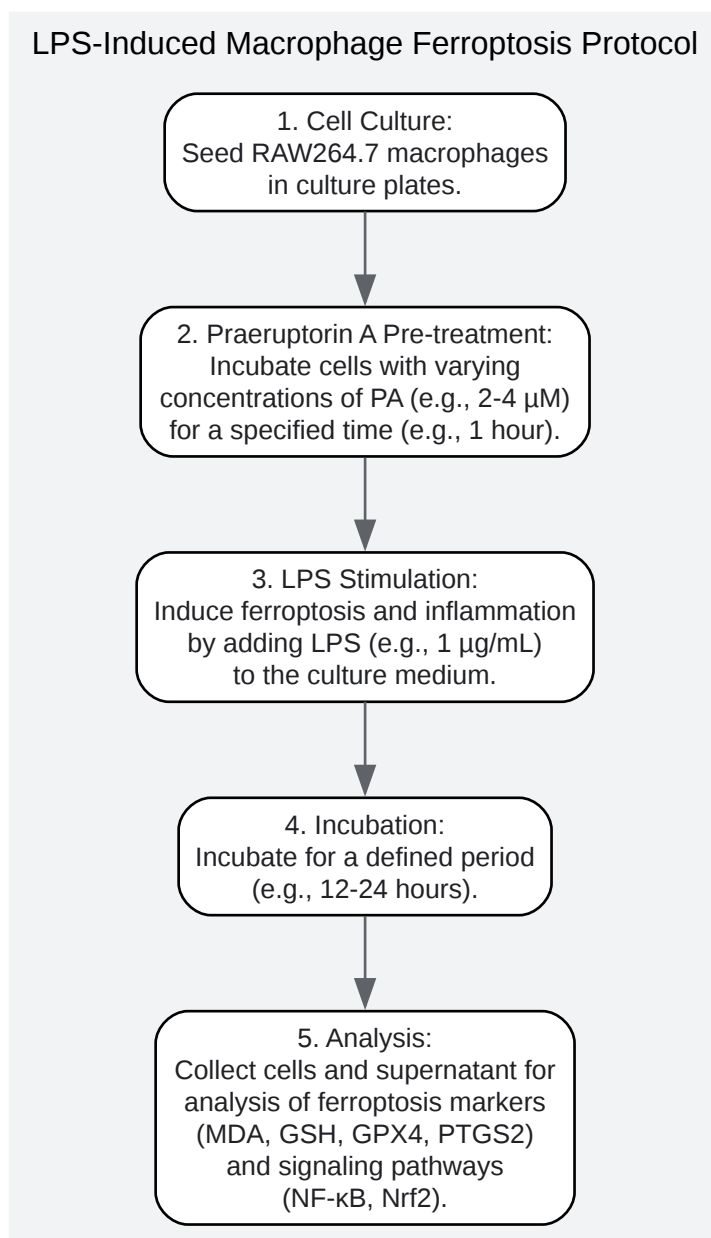 LPS-Induced Macrophage Ferroptosis Protocol
1. Cell Culture:
Seed RAW264.7 macrophages
in culture plates.
2. Praeruptorin A Pre-treatment:
Incubate cells with varying
concentrations of PA (e.g., 2-4 µM)
for a specified time (e.g., 1 hour).
3. LPS Stimulation:
Induce ferroptosis and inflammation
by adding LPS (e.g., 1 µg/mL)
to the culture medium.
4. Incubation:
Incubate for a defined period
(e.g., 12-24 hours).
5. Analysis:
Collect cells and supernatant for
analysis of ferroptosis markers
(MDA, GSH, GPX4, PTGS2)
and signaling pathways
(NF-κB, Nrf2).